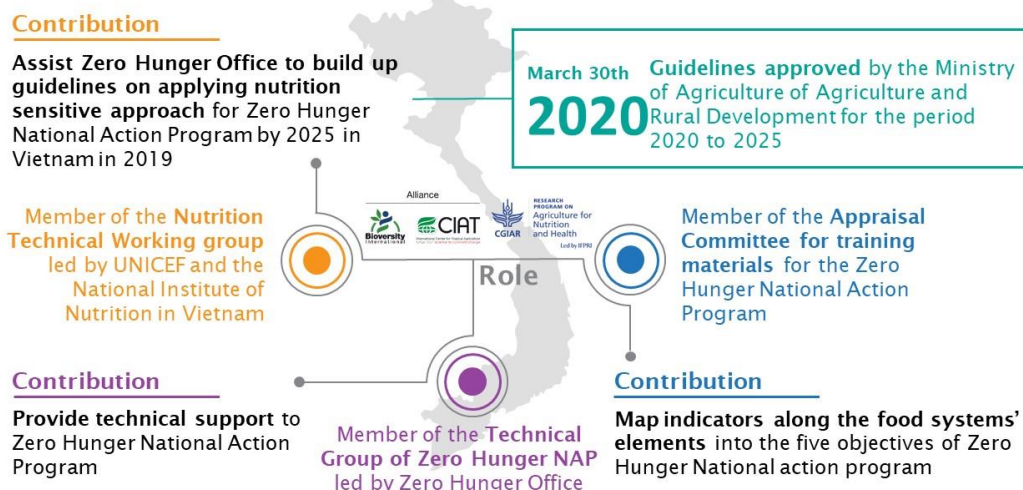 Contribution
Assist Zero Hunger Office to build up
guidelines on applying nutrition
sensitive approach for Zero Hunger
National Action Program by 2025 in
Vietnam in 2019
March 30th
2020
Guidelines approved by the Ministry
of Agriculture of Agriculture and
Rural Development for the period
2020 to 2025
Member of the Nutrition
Technical Working group
led by UNICEF and the
National Institute of
Nutrition in Vietnam
Alliance
Bioversity
International
CIAT
International Center for Tropical Agriculture
CGIAR
RESEARCH
PROGRAM ON
Agriculture for
Nutrition
and Health
Led by IFPRI
Role
Member of the Appraisal
Committee for training
materials for the Zero
Hunger National Action
Program
Contribution
Provide technical support to
Zero Hunger National Action
Program
Member of the Technical
Group of Zero Hunger NAP
led by Zero Hunger Office
Contribution
Map indicators along the food systems’
elements into the five objectives of Zero
Hunger National action program